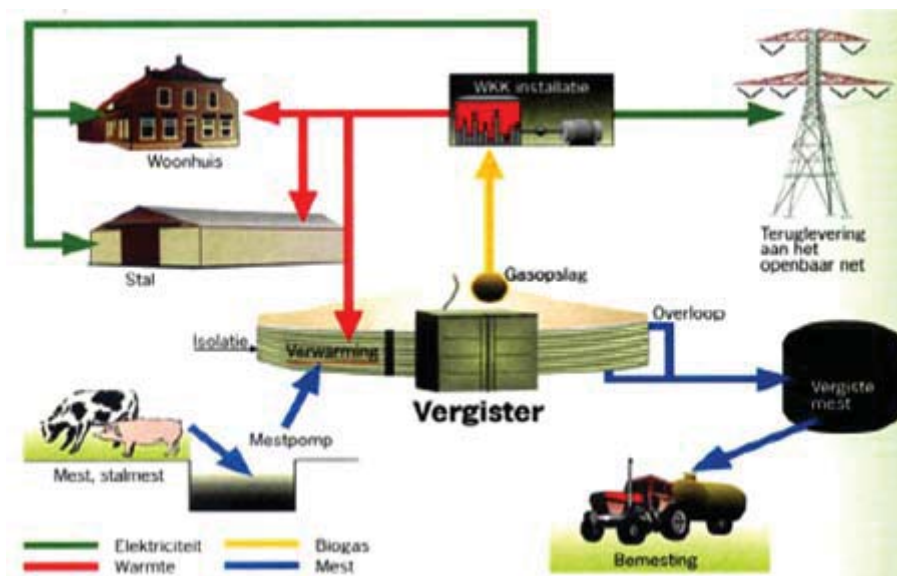 WKK installatie
Woonhuis
Stal
Teruglevering
aan het
openbaar net
Gasopslag
Overloop
Isolatie
Verwarming
Vergister
Vergiste
mest
Mestpomp
Mest, stalmest
Bemesting
Elektriciteit
Biogas
Warmte
Mest